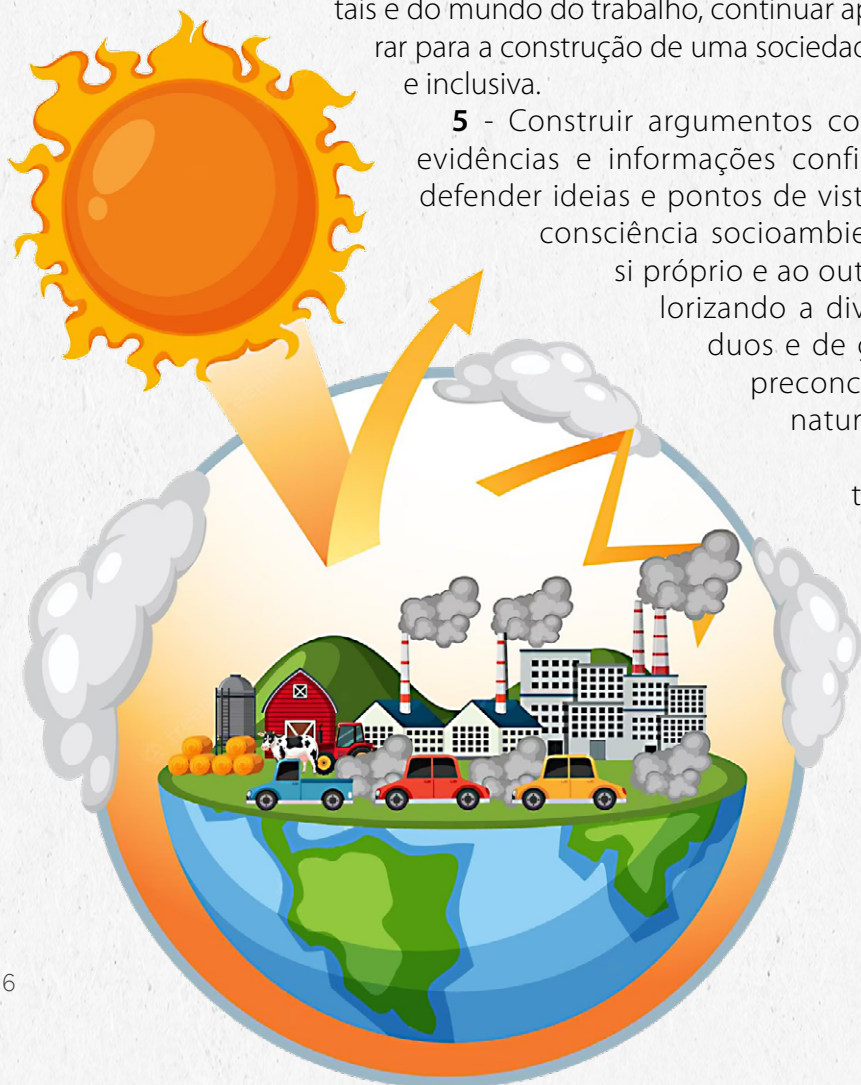 tais e do mundo do trabalho, continuar ap
rar para a construção de uma sociedad
e inclusiva.
5 - Construir argumentos co
evidências e informações confi
defender ideias e pontos de vist
consciência socioambie
si próprio e ao out
lorizando a div
duos e de g
preconc
natur
t
6